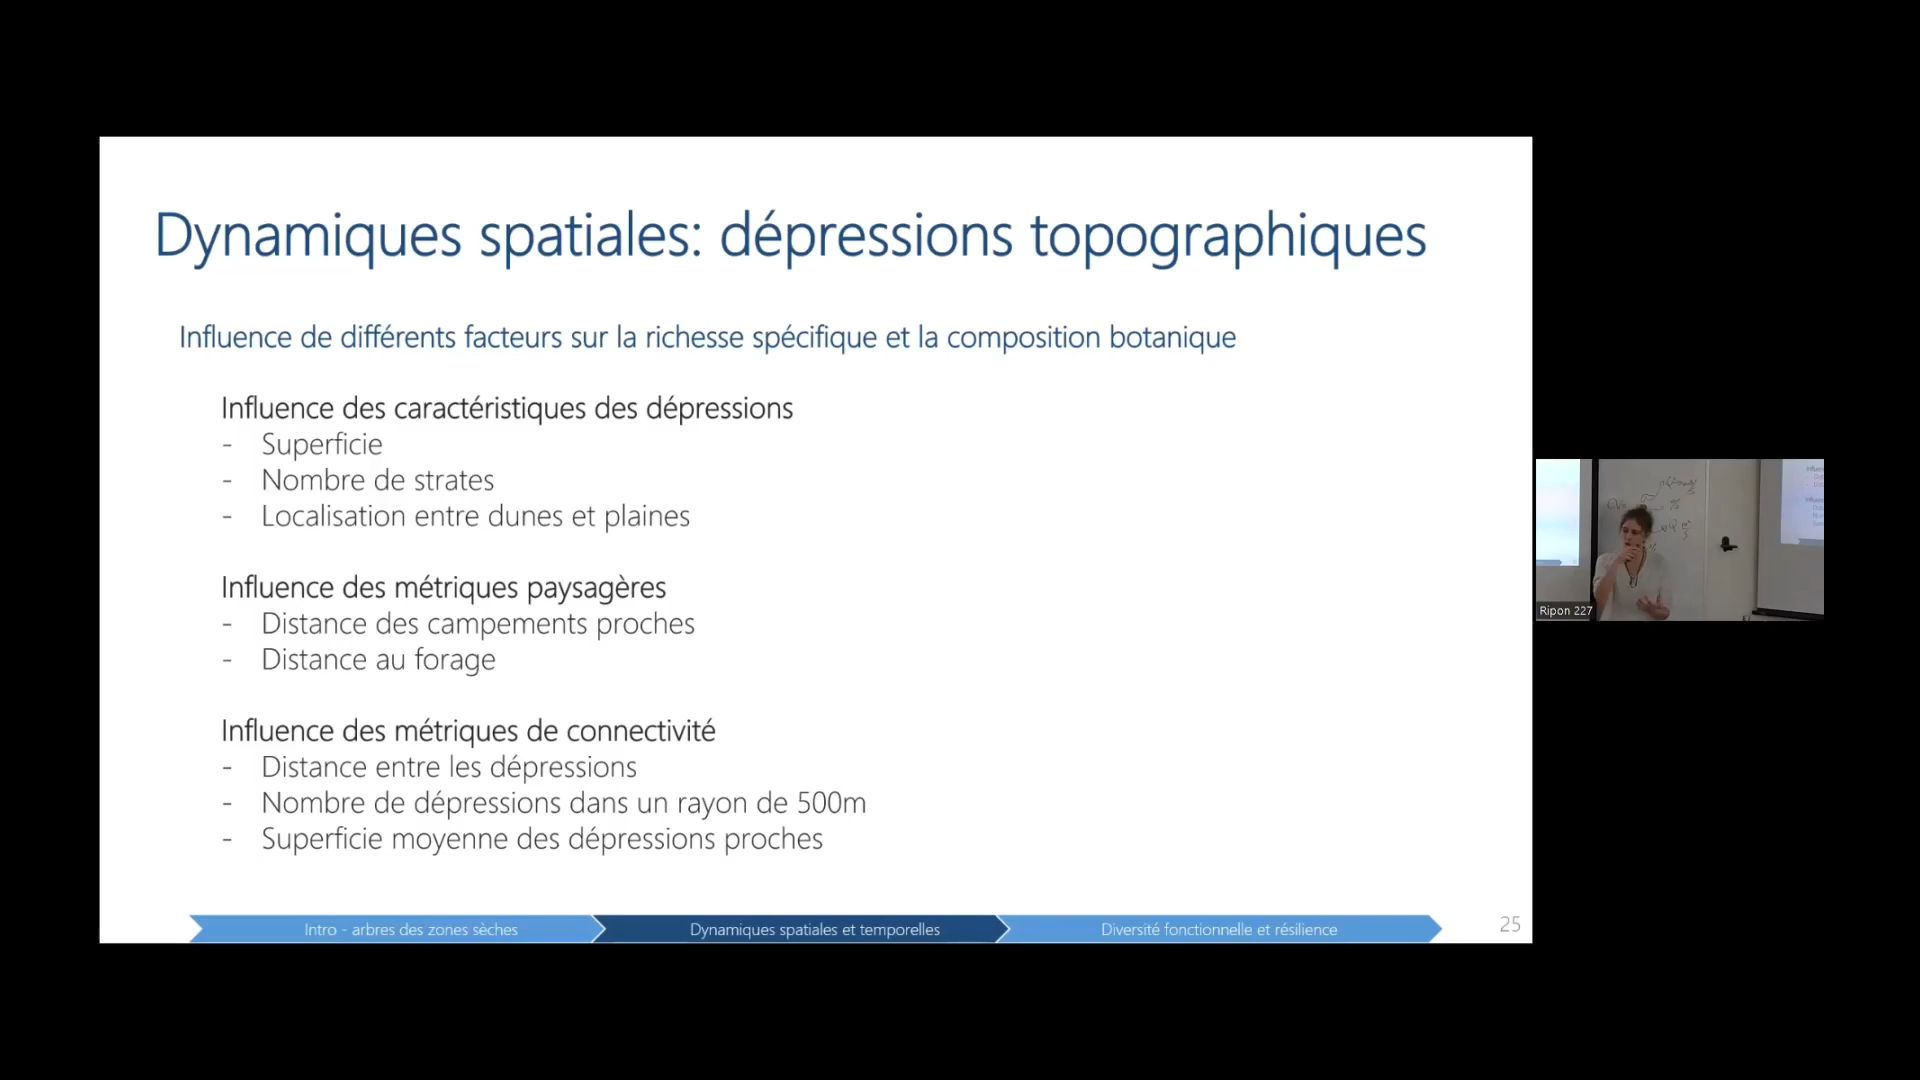 Dynamiques spatiales: dépressions topographiques
Influence de différents facteurs sur la richesse spécifique et la composition botanique
Influence des caractéristiques des dépressions
- Superficie
- Nombre de strates
- Localisation entre dunes et plaines
Influence des métriques paysagères
- Distance des campements proches
- Distance au forage
Influence des métriques de connectivité
- Distance entre les dépressions
- Nombre de dépressions dans un rayon de 500m
- Superficie moyenne des dépressions proches
Intro - arbres des zones sèches
Dynamiques spatiales et temporelles
Diversité fonctionnelle et résilience
25
Ripon 227